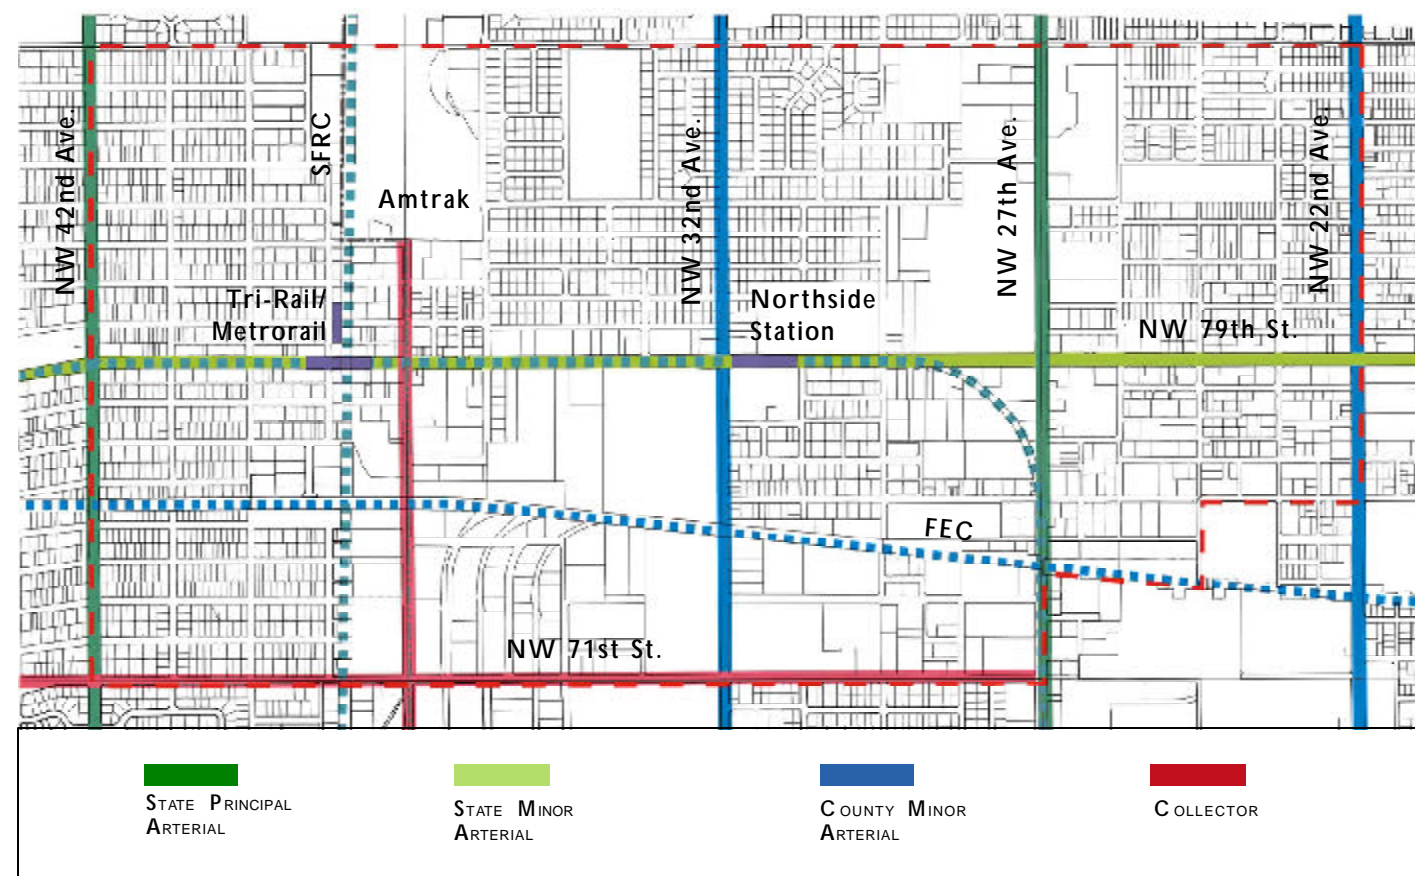 NW 42nd Ave.
SFRC
Amtrak
NW 32nd Ave.
NW 27th Ave.
NW 22nd Ave.
Tri-Rail/
Metrorail
Northside
Station
NW 79th St.
FEC
NW 71st St.
STATE PRINCIPAL
ARTERIAL
STATE MINOR
ARTERIAL
COUNTY MINOR
ARTERIAL
COLLECTOR